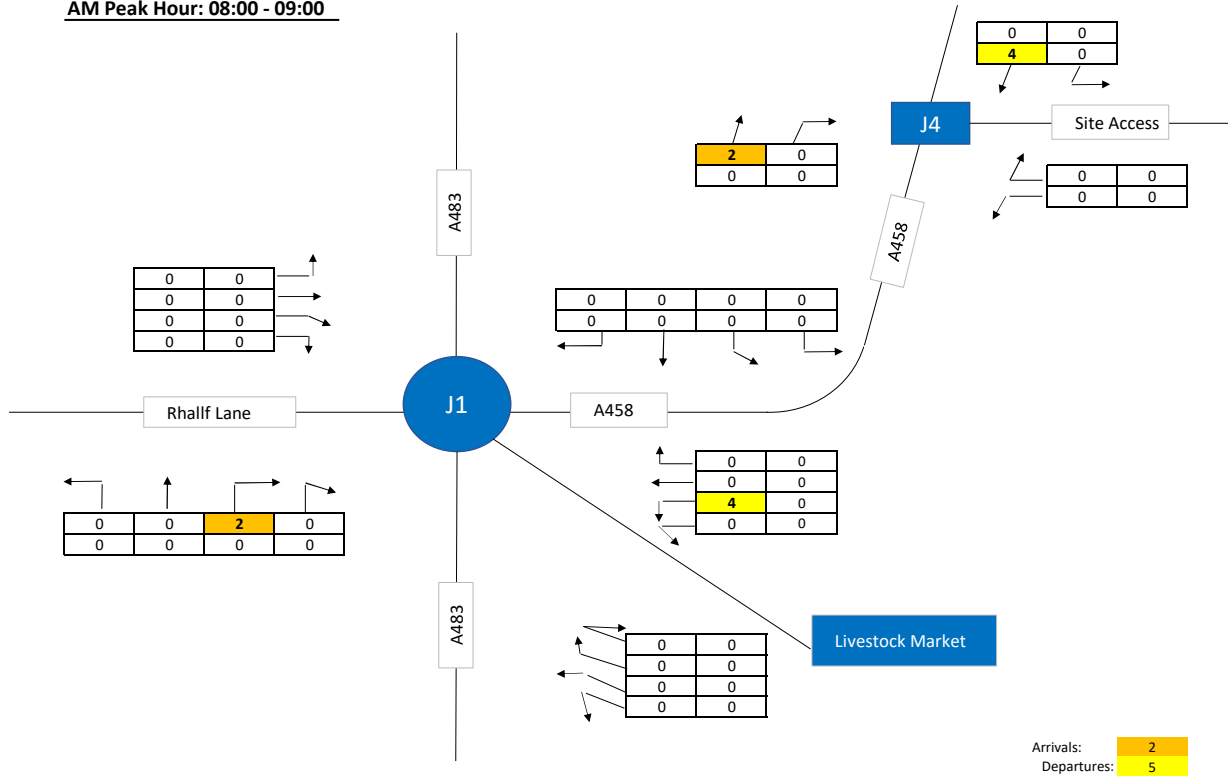 AM Peak Hour: 08:00 - 09:00
0 0
4 0
J4
Site Access
2 0
0 0
0 0
0 0
A483
A458
0 0
0 0
0 0
0 0
0 0 0 0
0 0 0 0
Rhallf Lane
J1
A458
0 0
0 0
4 0
0 0
0 0 2 0
0 0 0 0
A483
Livestock Market
0 0
0 0
0 0
0 0
Arrivals: 2
Departures: 5